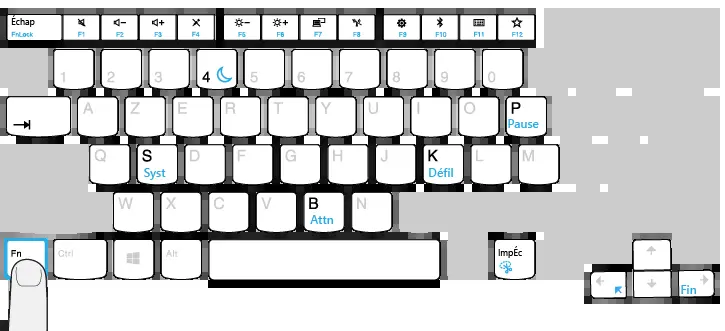 Échap
FnLock F1 F2 F3 F4 F5 F6 F7 F8 F9 F10 F11 F12
1 2 3 4 5 6 7 8 9 0
A Z E R T Y U I O P
Pause
Q S D F G H J K L M
Syst Défil
W X C V B N
Attn
Fn Ctrl Alt ImpÉc
Fin